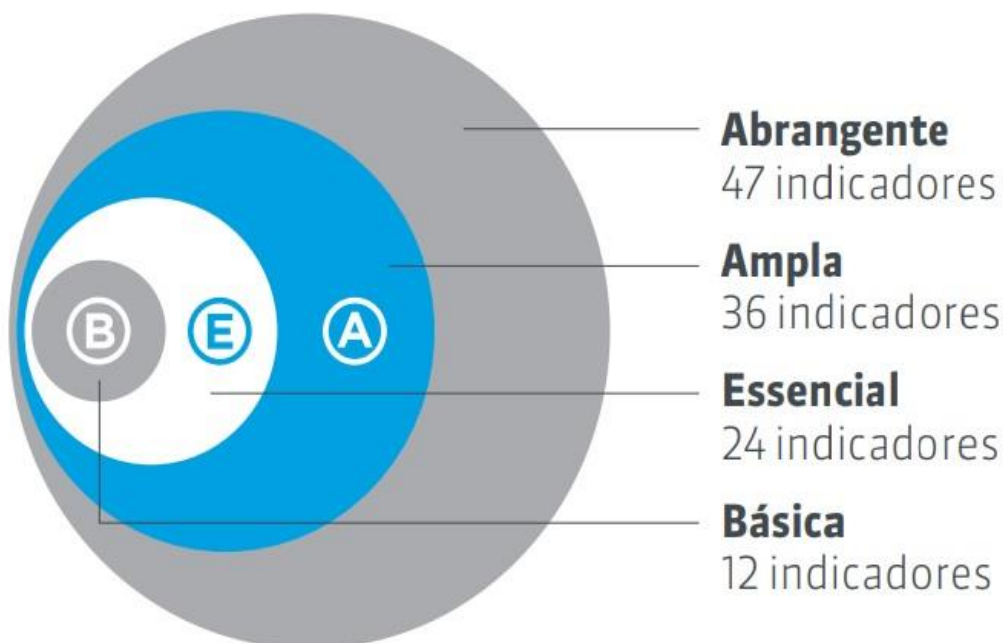 Abrangente
47 indicadores
Ampla
36 indicadores
B E A
Essencial
24 indicadores
Básica
12 indicadores